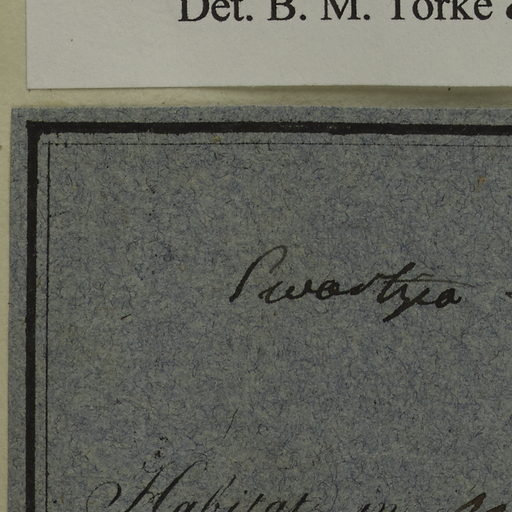 Det. B. M. Torke
Swartzia
Habitat in